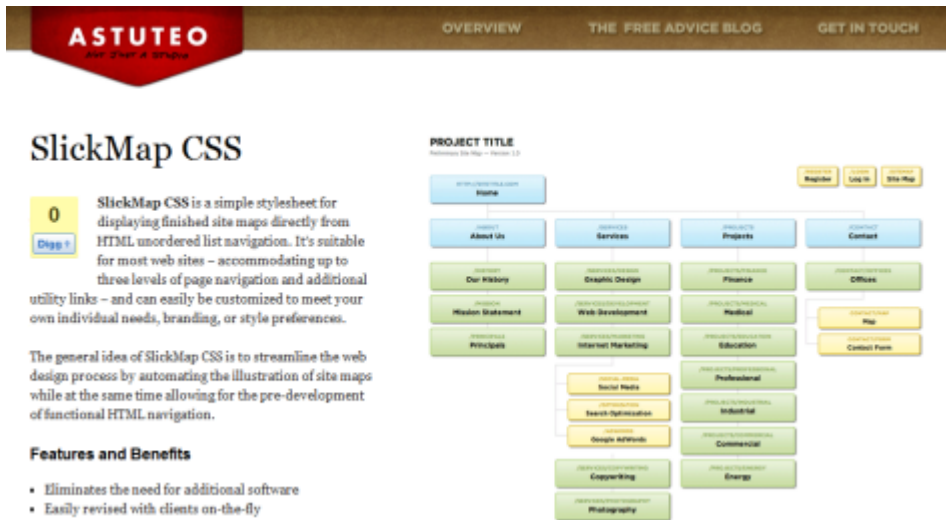 ASTUTEO
OVERVIEW
THE FREE ADVICE BLOG
GET IN TOUCH
SlickMap CSS
0
Digg
SlickMap CSS is a simple stylesheet for
displaying finished site maps directly from
HTML unordered list navigation. It's suitable
for most web sites – accommodating up to
three levels of page navigation and additional
utility links – and can easily be customized to meet your
own individual needs, branding, or style preferences.
The general idea of SlickMap CSS is to streamline the web
design process by automating the illustration of site maps
while at the same time allowing for the pre-development
of functional HTML navigation.
Features and Benefits
• Eliminates the need for additional software
• Easily revised with clients on-the-fly
PROJECT TITLE
Preliminary Site Map — Version 1.0
Register
Log In
Site Map
Home
About Us
Services
Projects
Contact
Our History
Graphic Design
Finance
Offices
Mission Statement
Web Development
Medical
Map
Principals
Internet Marketing
Education
Contact Form
Social Media
Professional
Search Optimization
Industrial
Google AdWords
Commercial
Copywriting
Energy
Photography